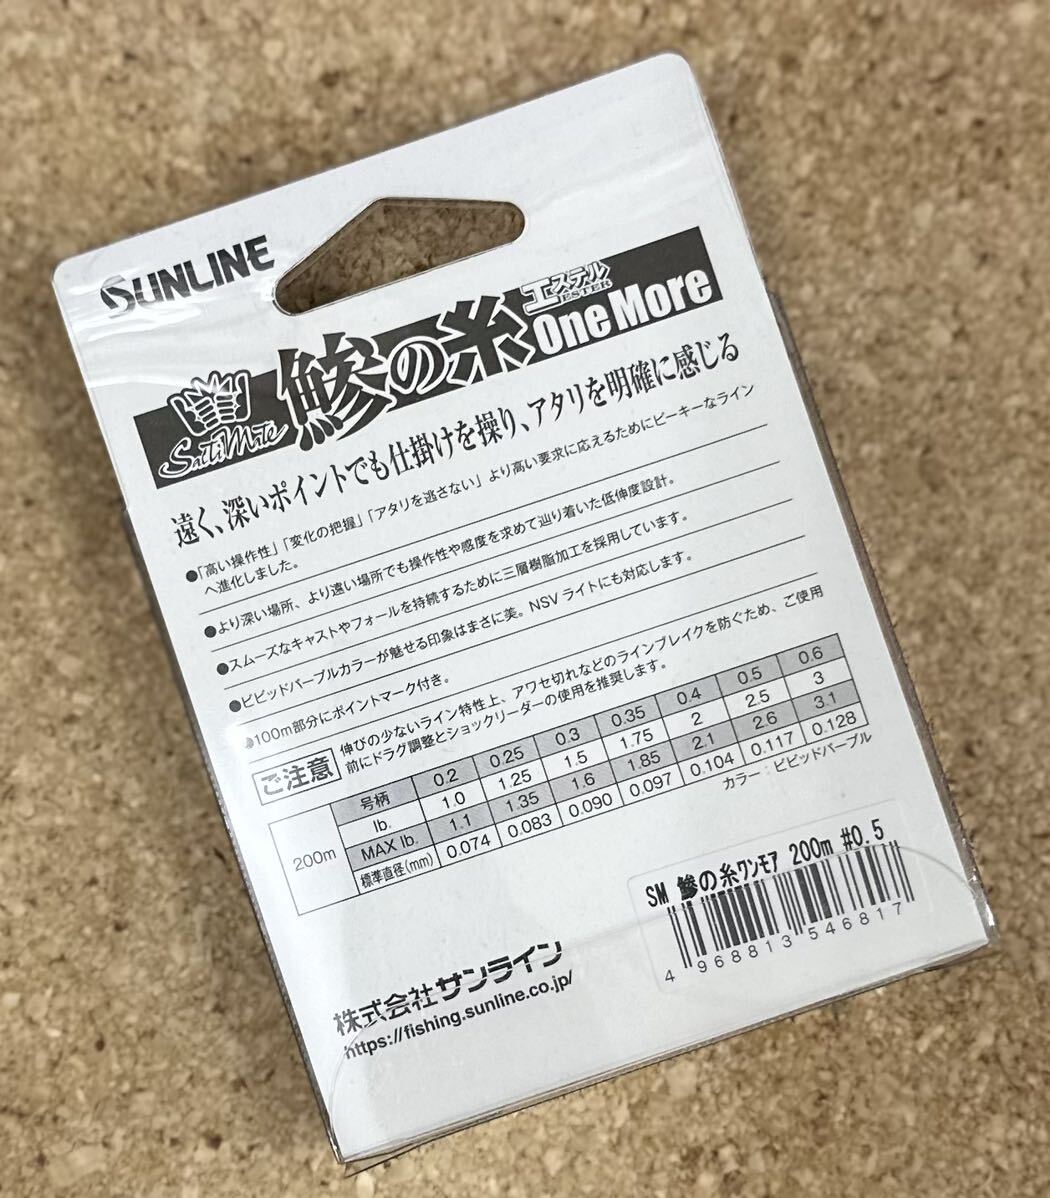 SUNLINE
SaltiMate
鯵の糸
エステル
ESTER
One More
遠く、深いポイントでも仕掛けを操り、アタリを明確に感じる
●「高い操作性」「変化の把握」「アタリを逃さない」より高い要求に応えるためにピーキーなライン
へ進化しました。
●より深い場所、より遠い場所でも操作性や感度を求めて辿り着いた低伸度設計。
●スムーズなキャストやフォールを持続するために三層樹脂加工を採用しています。
●ビビッドパープルカラーが魅せる印象はまさに美。NSVライトにも対応します。
●100m部分にポイントマーク付き。
ご注意
伸びの少ないライン特性上、アワセ切れなどのラインブレイクを防ぐため、ご使用
前にドラグ調整とショックリーダーの使用を推奨します。
200m
号柄 0.2 0.25 0.3 0.35 0.4 0.5 0.6
lb. 1.0 1.25 1.5 1.75 2 2.5 3
MAX lb. 1.1 1.35 1.6 1.85 2.1 2.6 3.1
標準直径(mm) 0.074 0.083 0.090 0.097 0.104 0.117 0.128
カラー：ビビッドパープル
SM 鯵の糸ワンモア 200m #0.5
4 968813 546817
株式会社サンライン
https://fishing.sunline.co.jp/